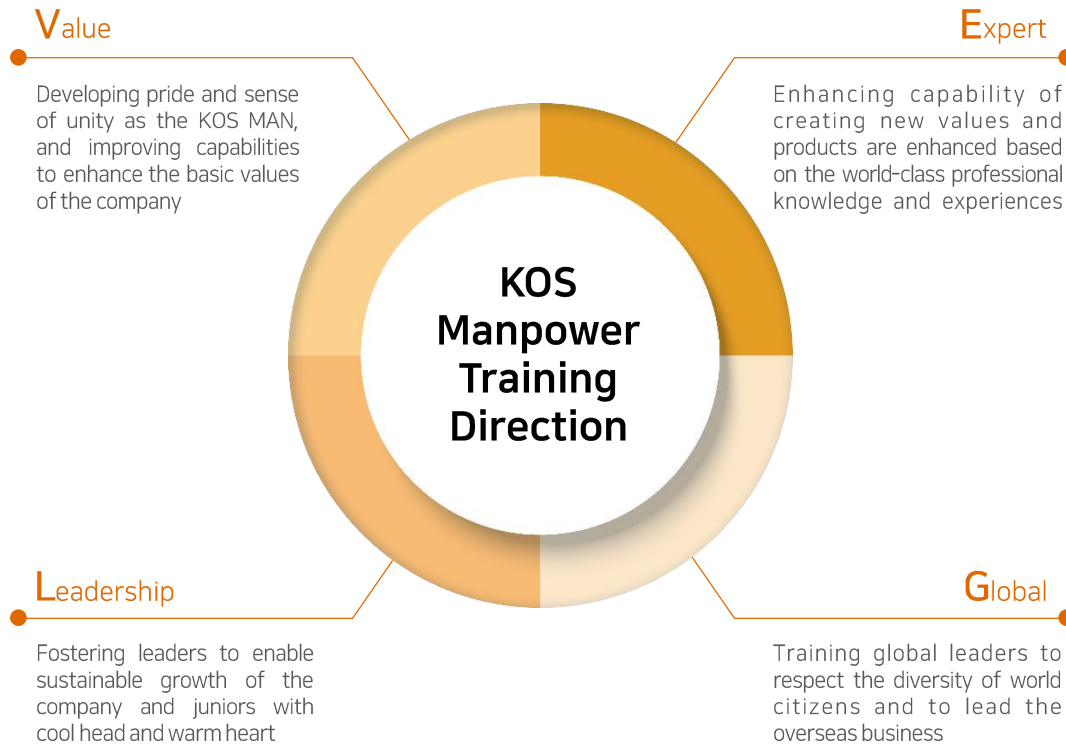 Value
Developing pride and sense
of unity as the KOS MAN,
and improving capabilities
to enhance the basic values
of the company
Expert
Enhancing capability of
creating new values and
products are enhanced based
on the world-class professional
knowledge and experiences
KOS
Manpower
Training
Direction
Leadership
Fostering leaders to enable
sustainable growth of the
company and juniors with
cool head and warm heart
Global
Training global leaders to
respect the diversity of world
citizens and to lead the
overseas business